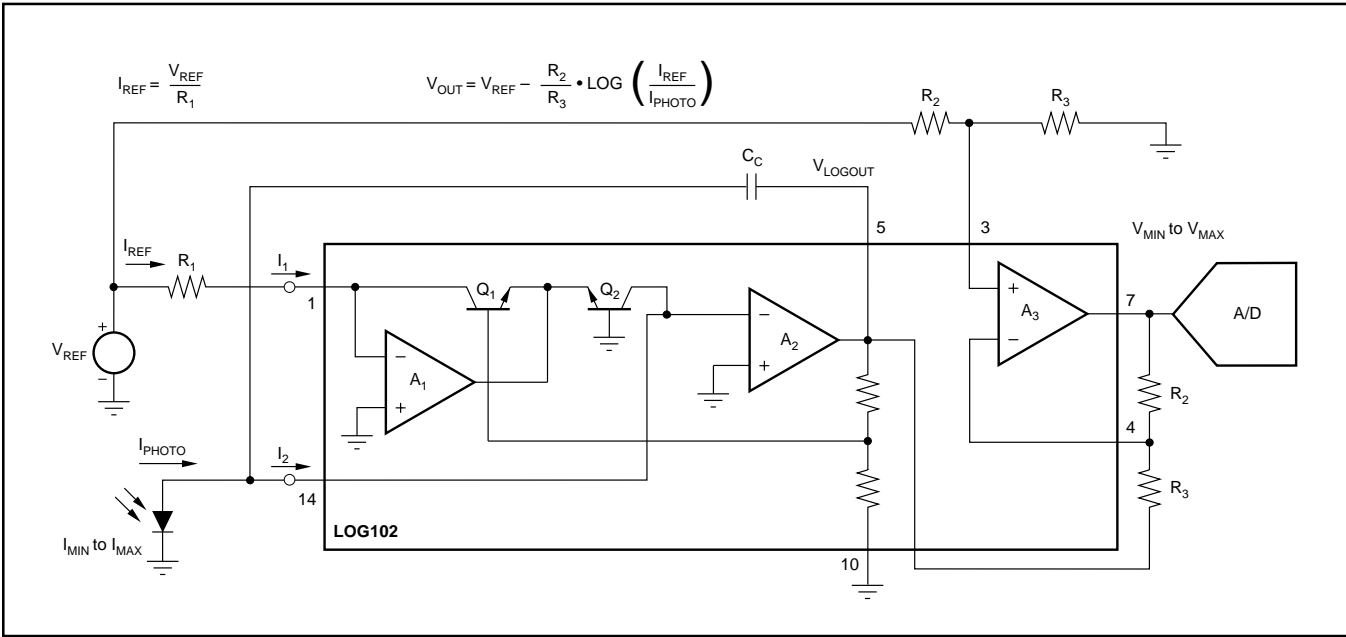 I_REF = V_REF / R_1
V_OUT = V_REF – R_2 / R_3 • LOG (I_REF / I_PHOTO)
R_2
R_3
C_C
V_LOGOUT
5
3
V_MIN to V_MAX
I_REF
R_1
I_1
1
Q_1
Q_2
–
+
A_1
–
+
A_2
+
–
A_3
7
A/D
+
–
V_REF
R_2
4
I_PHOTO
I_2
14
R_3
LOG102
I_MIN to I_MAX
10